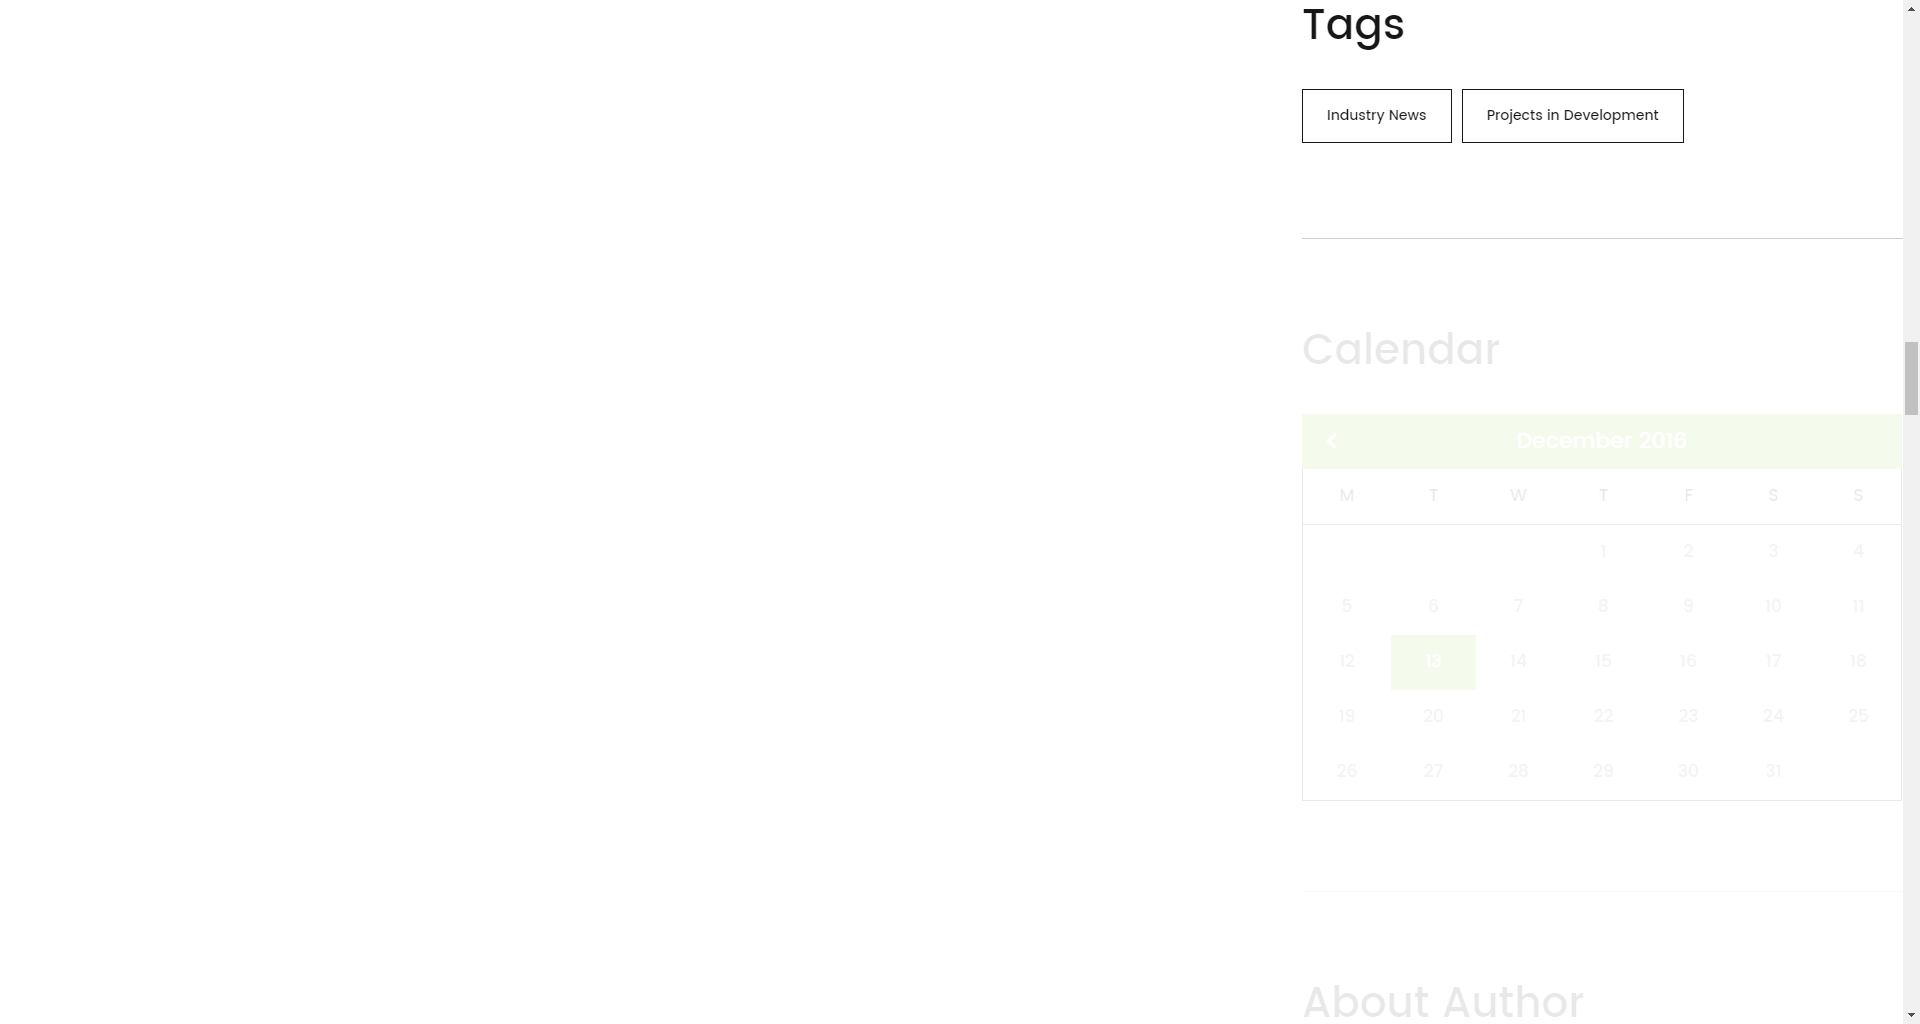 Tags
Industry News Projects in Development
Calendar
December 2016
M T W T F S S
1 2 3 4
5 6 7 8 9 10 11
12 13 14 15 16 17 18
19 20 21 22 23 24 25
26 27 28 29 30 31
About Author